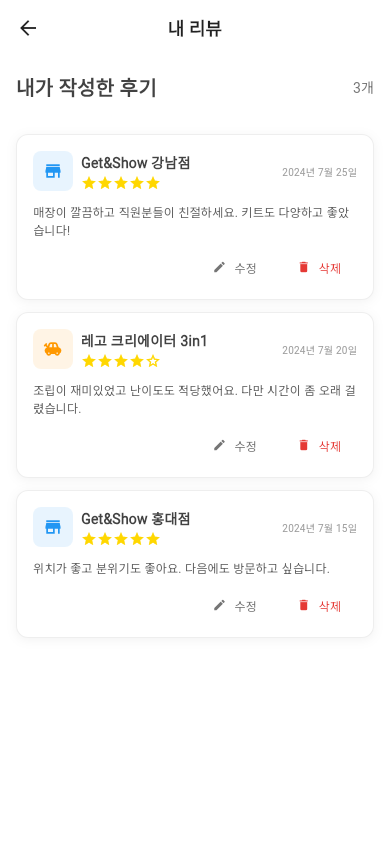 내 리뷰
내가 작성한 후기
3개
Get&Show 강남점
2024년 7월 25일
매장이 깔끔하고 직원분들이 친절하세요. 키트도 다양하고 좋았
습니다!
수정
삭제
레고 크리에이터 3in1
2024년 7월 20일
조립이 재미있었고 난이도도 적당했어요. 다만 시간이 좀 오래 걸
렸습니다.
수정
삭제
Get&Show 홍대점
2024년 7월 15일
위치가 좋고 분위기도 좋아요. 다음에도 방문하고 싶습니다.
수정
삭제